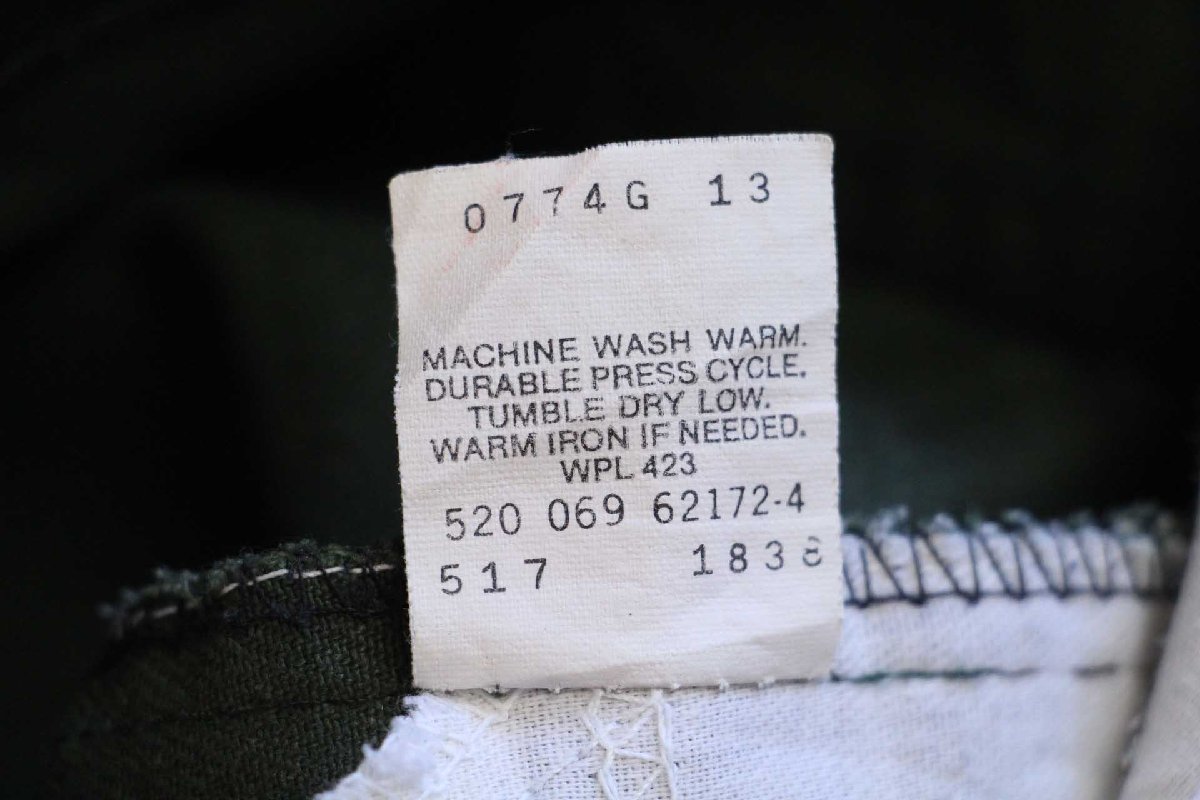 0774G 13
MACHINE WASH WARM.
DURABLE PRESS CYCLE.
TUMBLE DRY LOW.
WARM IRON IF NEEDED.
WPL 423
520 069 62172-4
517 1838